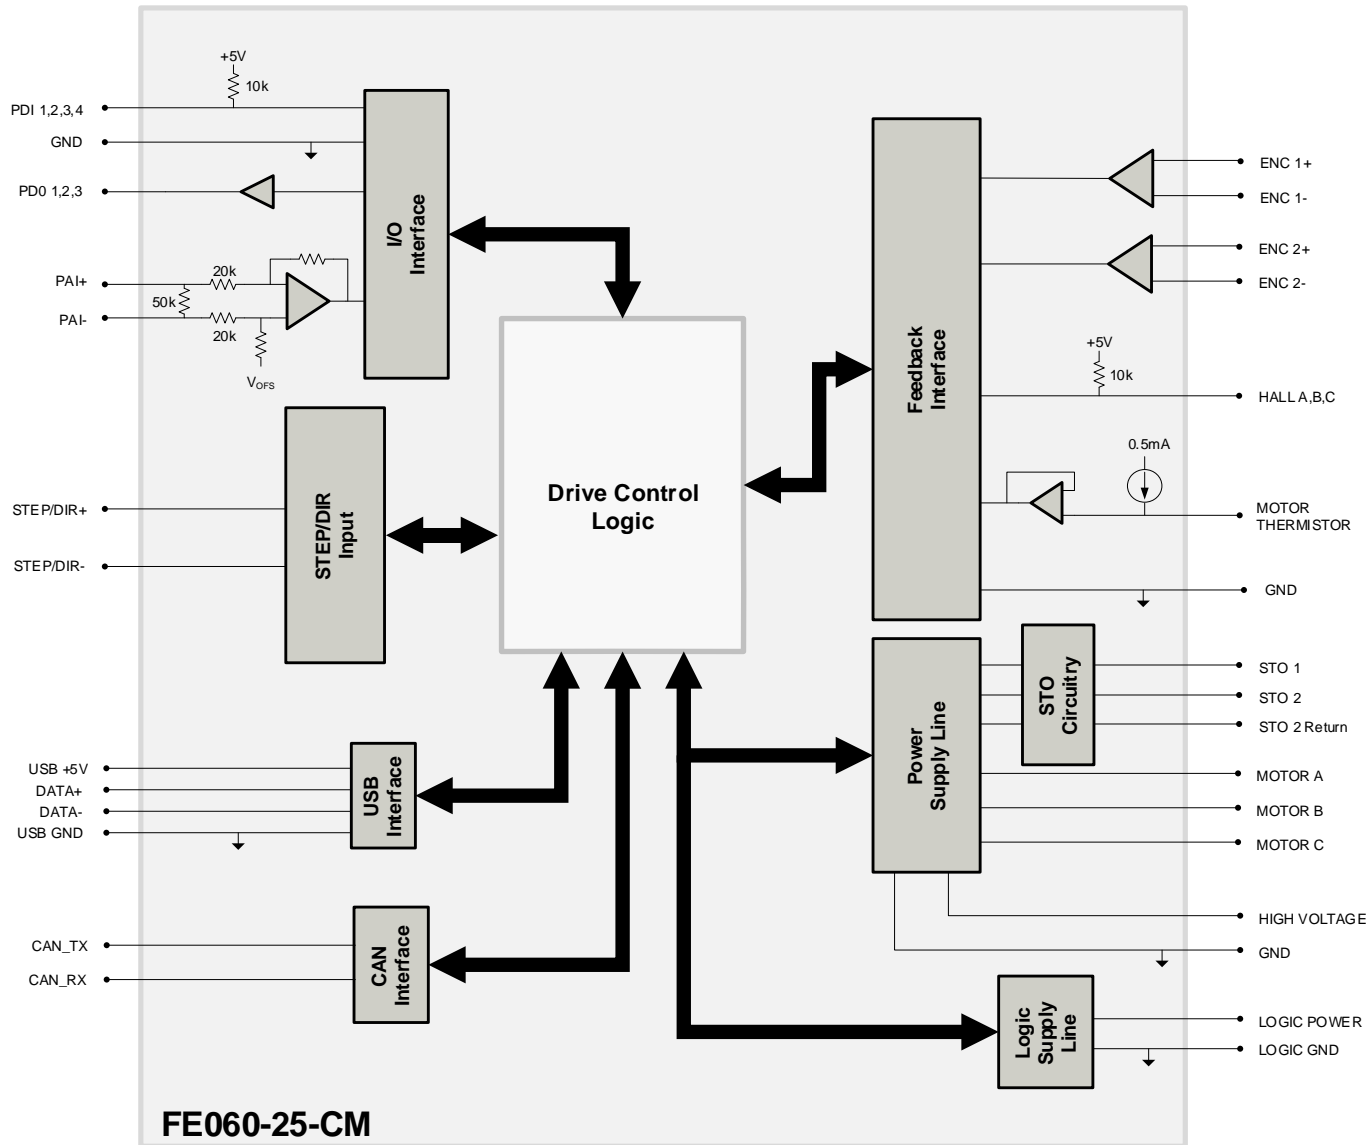 +5V
10k
PDI 1,2,3,4
GND
PD0 1,2,3
PAI+
20k
50k
PAI-
20k
VOFS
I/O
Interface
STEP/DIR+
STEP/DIR-
STEP/DIR
Input
USB +5V
DATA+
DATA-
USB GND
USB
Interface
CAN_TX
CAN_RX
CAN
Interface
Drive Control
Logic
Feedback
Interface
ENC 1+
ENC 1-
ENC 2+
ENC 2-
+5V
10k
HALL A,B,C
0.5mA
MOTOR
THERMISTOR
GND
Power
Supply Line
STO
Circuitry
STO 1
STO 2
STO 2 Return
MOTOR A
MOTOR B
MOTOR C
HIGH VOLTAGE
GND
Logic
Supply
Line
LOGIC POWER
LOGIC GND
FE060-25-CM